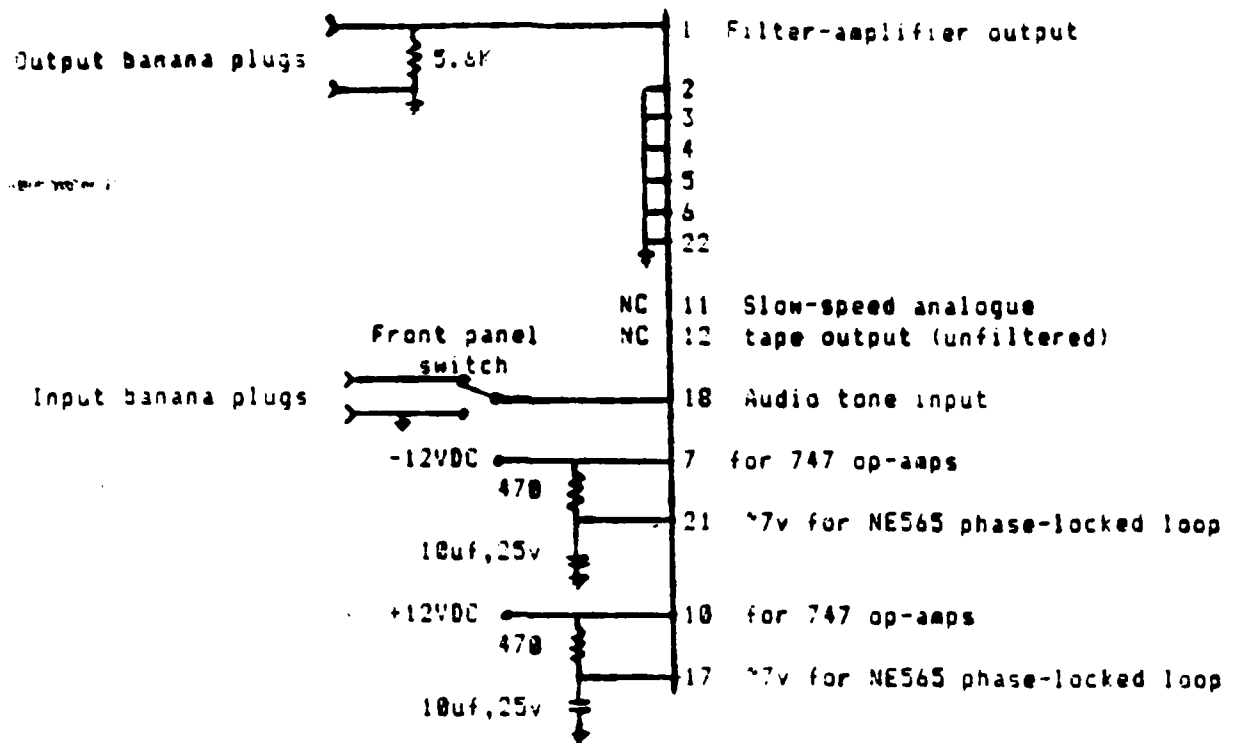 1 Filter-amplifier output
Output banana plugs
5.6K
2
3
4
5
6
22
NC 11 Slow-speed analogue
NC 12 tape output (unfiltered)
Front panel
switch
Input banana plugs
18 Audio tone input
-12VDC
7 for 747 op-amps
470
21 ~7v for NE565 phase-locked loop
10uf,25v
+12VDC
10 for 747 op-amps
470
17 ~7v for NE565 phase-locked loop
10uf,25v